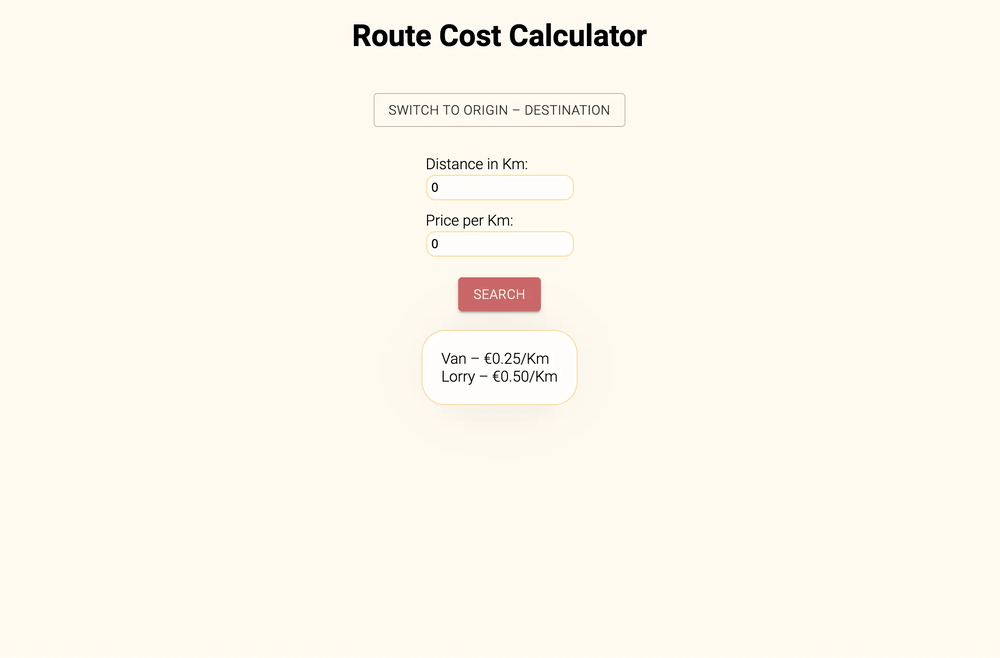 Route Cost Calculator
SWITCH TO ORIGIN – DESTINATION
Distance in Km:
0
Price per Km:
0
SEARCH
Van – €0.25/Km
Lorry – €0.50/Km